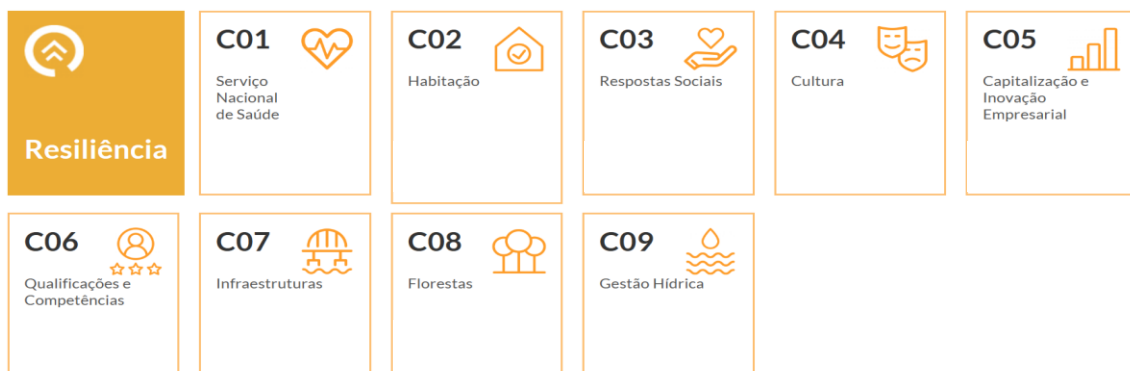 Resiliência
C01
Serviço
Nacional
de Saúde
C02
Habitação
C03
Respostas Sociais
C04
Cultura
C05
Capitalização e
Inovação
Empresarial
C06
Qualificações e
Competências
C07
Infraestruturas
C08
Florestas
C09
Gestão Hídrica